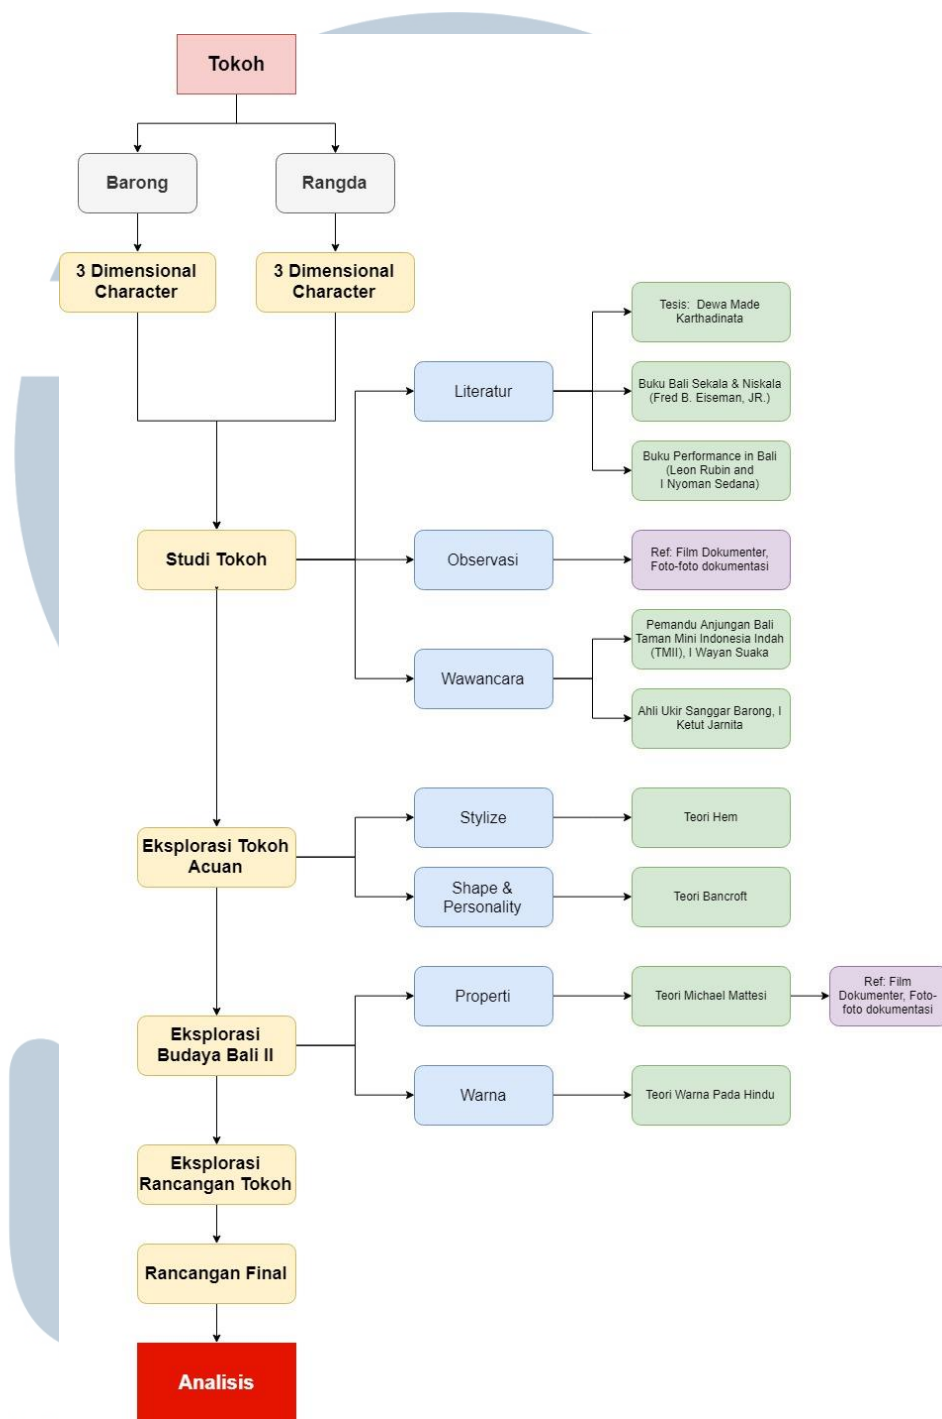 Tokoh
Barong
Rangda
3 Dimensional
Character
3 Dimensional
Character
Studi Tokoh
Literatur
Tesis: Dewa Made
Karthadinata
Buku Bali Sekala & Niskala
(Fred B. Eiseman, JR.)
Buku Performance in Bali
(Leon Rubin and
I Nyoman Sedana)
Observasi
Ref: Film Dokumenter,
Foto-foto dokumentasi
Wawancara
Pemandu Anjungan Bali
Taman Mini Indonesia Indah
(TMII), I Wayan Suaka
Ahli Ukir Sanggar Barong, I
Ketut Jarnita
Eksplorasi Tokoh
Acuan
Stylize
Teori Hem
Shape &
Personality
Teori Bancroft
Eksplorasi
Budaya Bali II
Properti
Teori Michael Mattesi
Ref: Film
Dokumenter, Foto-
foto dokumentasi
Warna
Teori Warna Pada Hindu
Eksplorasi
Rancangan Tokoh
Rancangan Final
Analisis